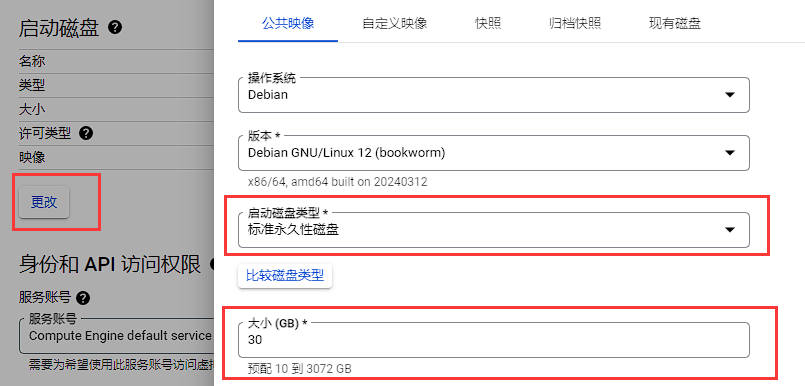 启动磁盘
名称
类型
大小
许可类型
映像
更改
身份和 API 访问权限
服务账号
服务账号
Compute Engine default service
需要为希望使用此服务账号访问虚拟
公共映像 自定义映像 快照 归档快照 现有磁盘
操作系统
Debian
版本 *
Debian GNU/Linux 12 (bookworm)
x86/64, amd64 built on 20240312
启动磁盘类型 *
标准永久性磁盘
比较磁盘类型
大小 (GB) *
30
预配 10 到 3072 GB